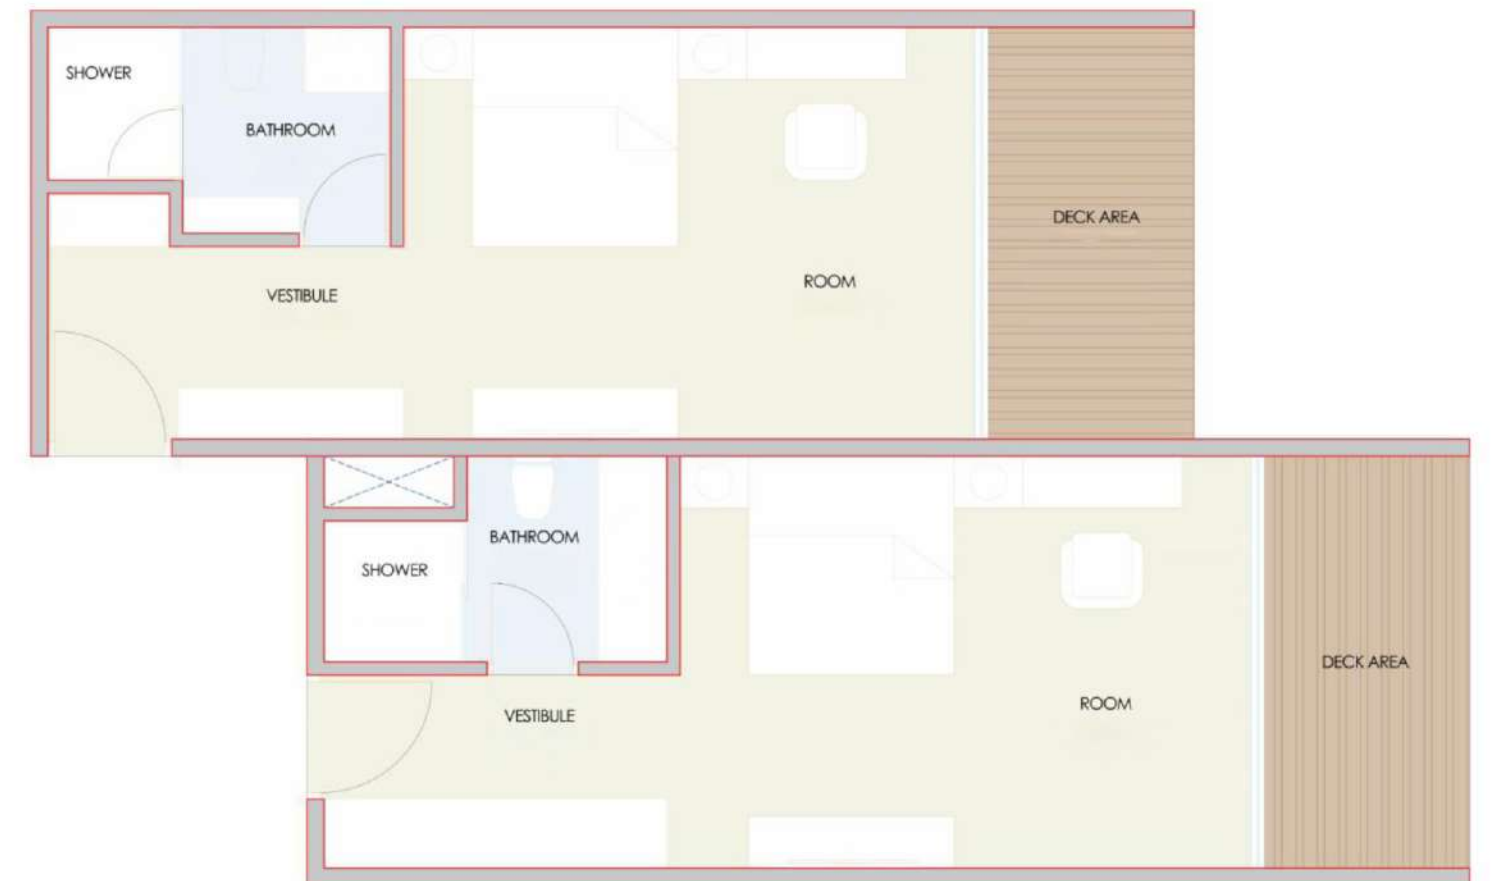 SHOWER
BATHROOM
DECK AREA
ROOM
VESTIBULE
BATHROOM
SHOWER
DECK AREA
ROOM
VESTIBULE